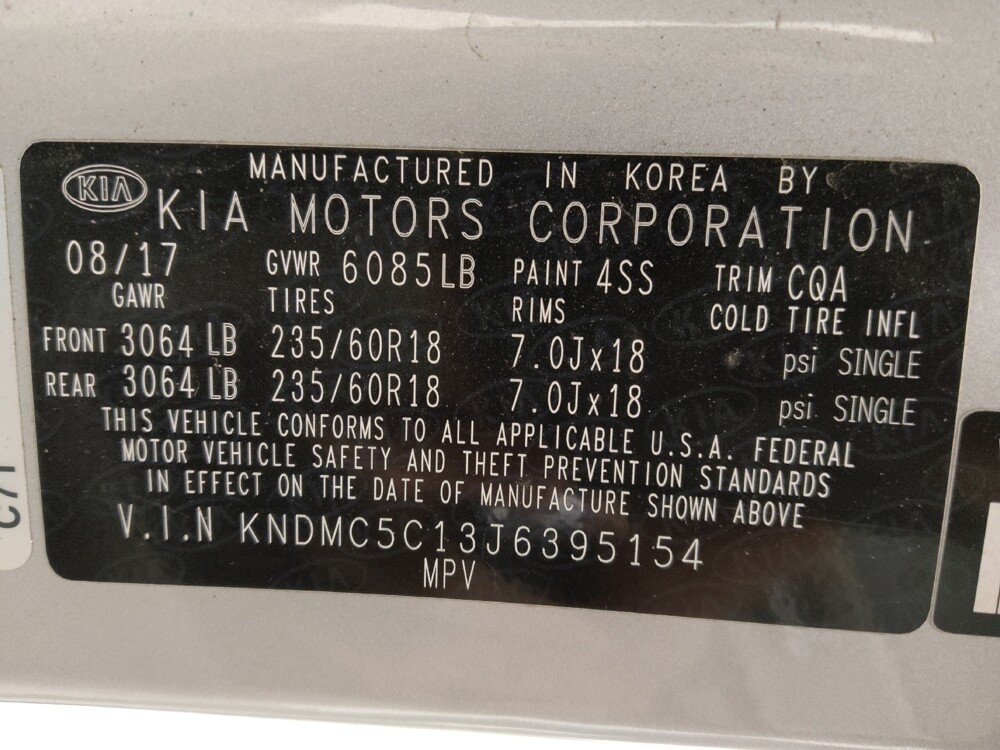 KIA
MANUFACTURED IN KOREA BY
KIA MOTORS CORPORATION
08/17 GVWR 6085LB PAINT 4SS TRIM CQA
GAWR TIRES RIMS COLD TIRE INFL
FRONT 3064 LB 235/60R18 7.0Jx18 psi SINGLE
REAR 3064 LB 235/60R18 7.0Jx18 psi SINGLE
THIS VEHICLE CONFORMS TO ALL APPLICABLE U.S.A. FEDERAL
MOTOR VEHICLE SAFETY AND THEFT PREVENTION STANDARDS
IN EFFECT ON THE DATE OF MANUFACTURE SHOWN ABOVE
V.I.N KNDMC5C13J6395154
MPV